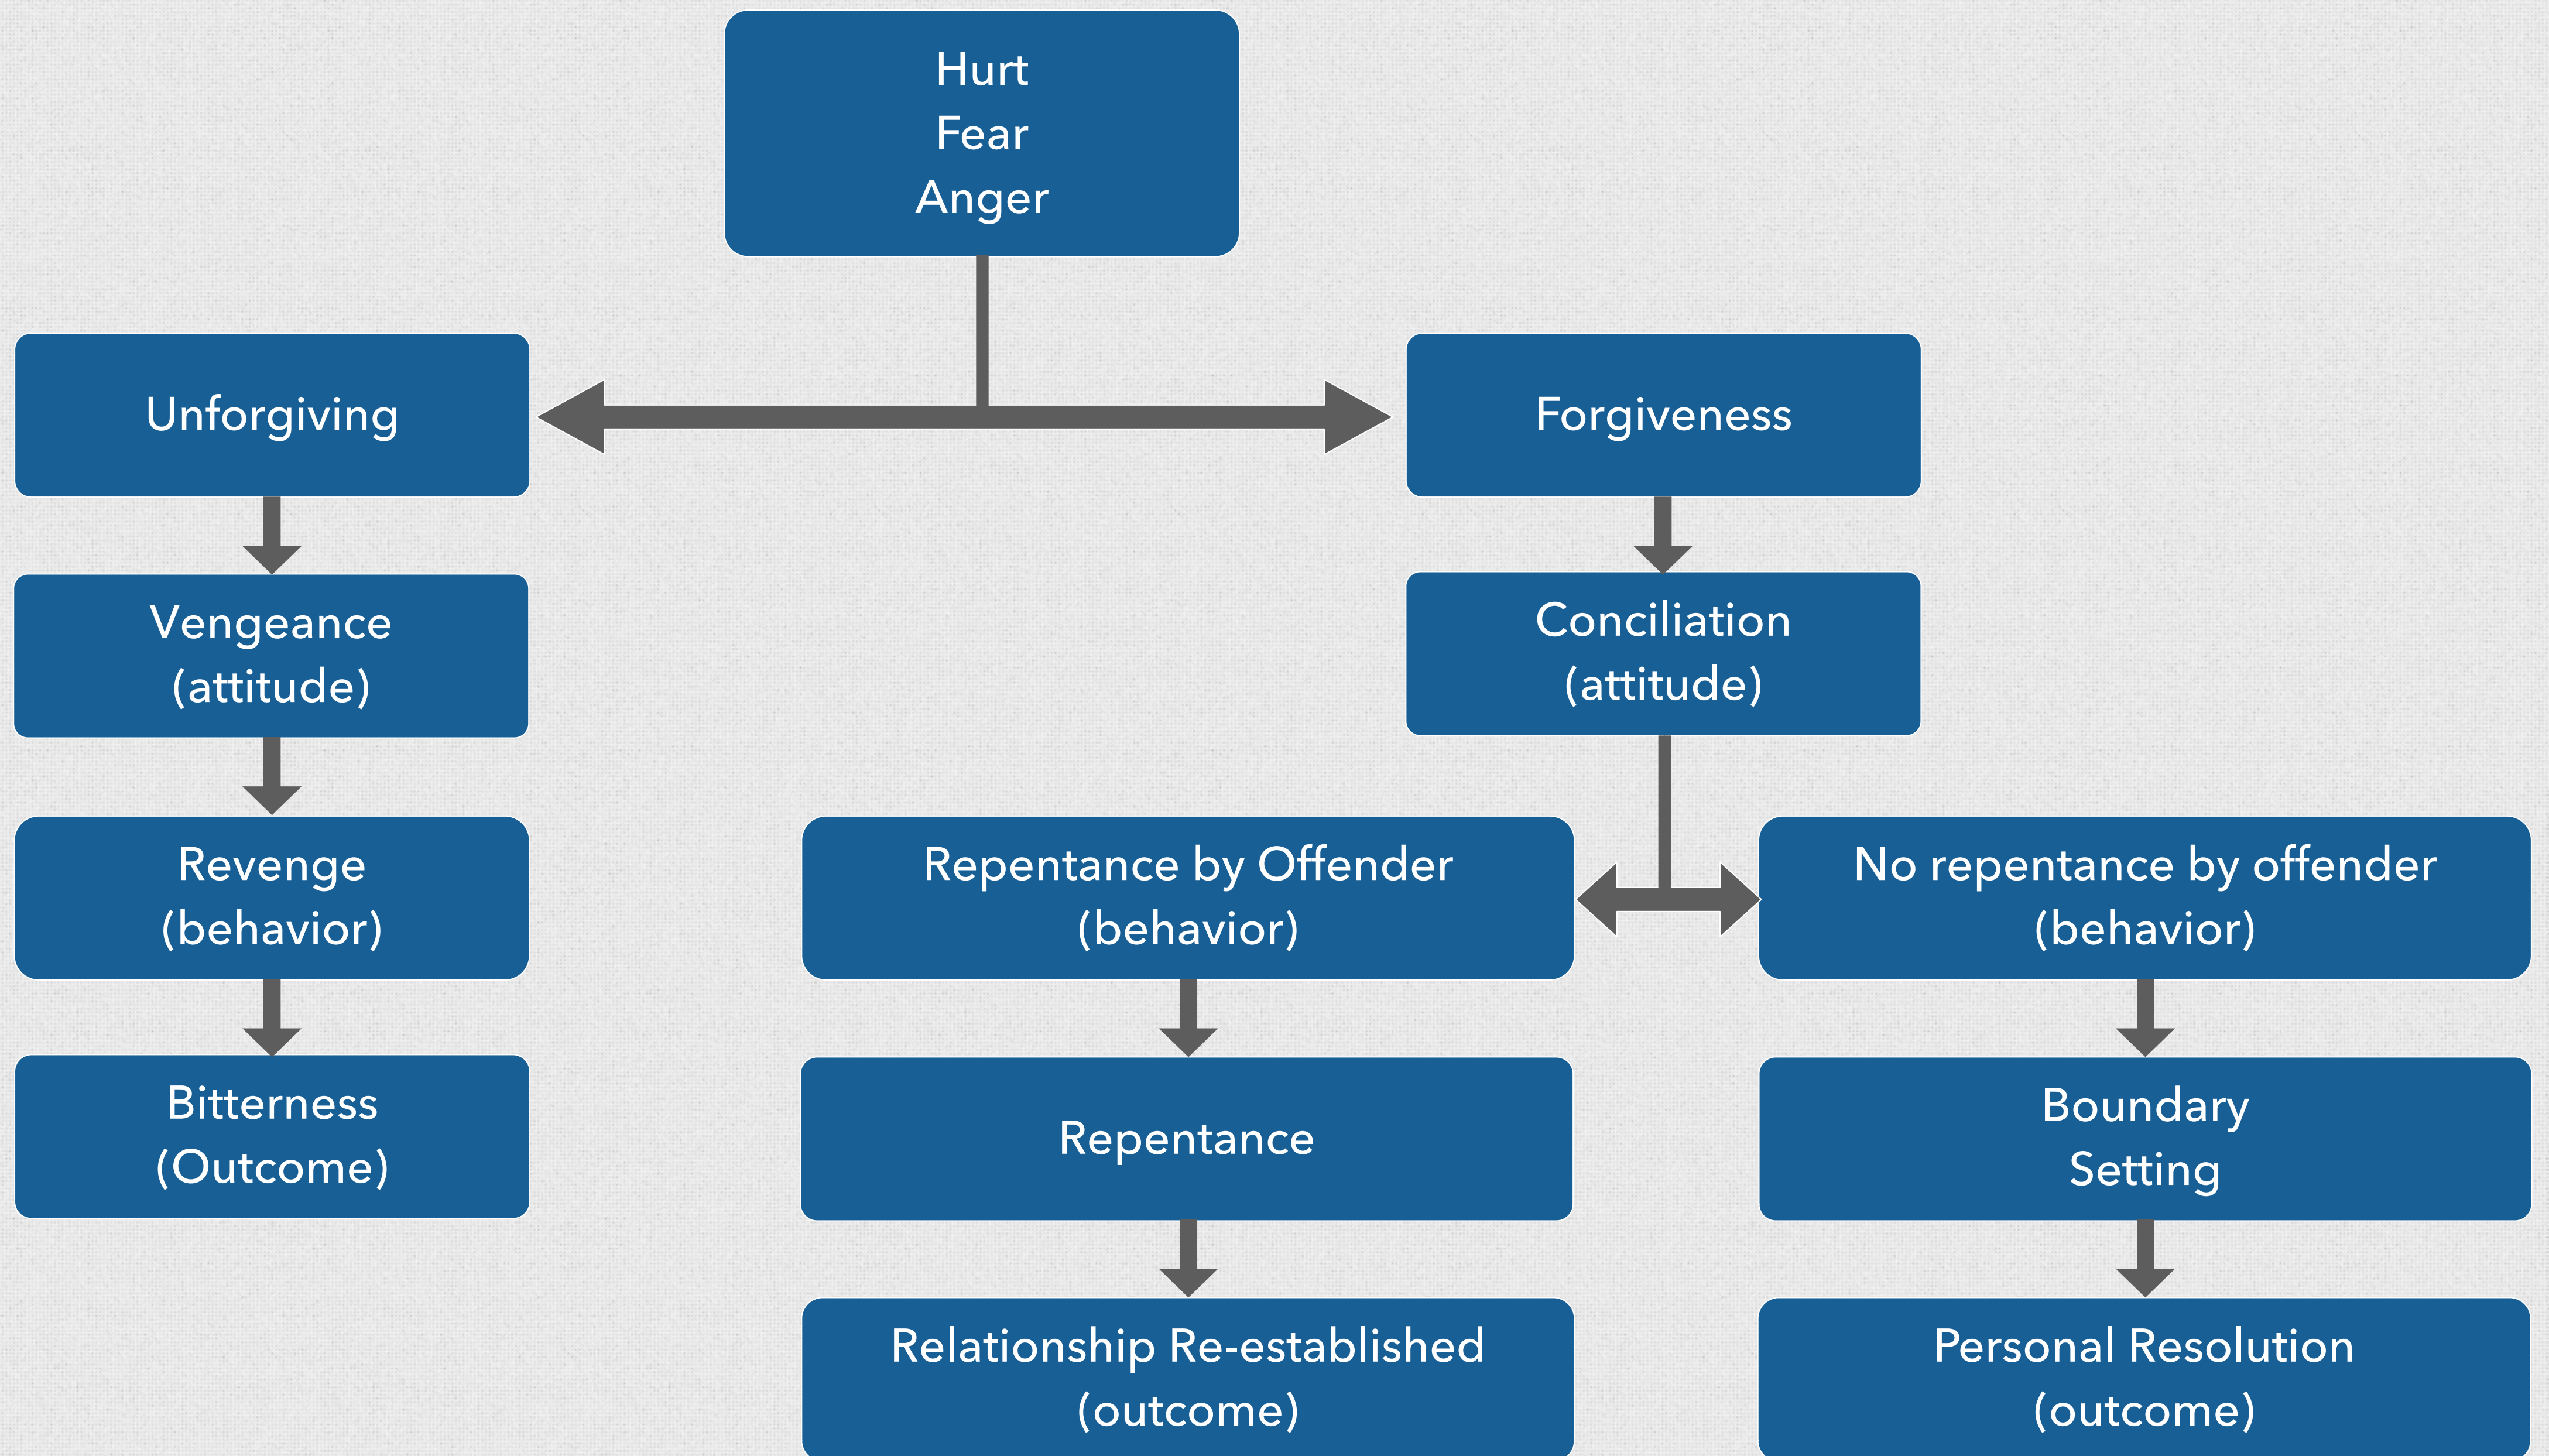 Hurt
Fear
Anger
Unforgiving
Forgiveness
Vengeance
(attitude)
Conciliation
(attitude)
Revenge
(behavior)
Repentance by Offender
(behavior)
No repentance by offender
(behavior)
Bitterness
(Outcome)
Repentance
Boundary
Setting
Relationship Re-established
(outcome)
Personal Resolution
(outcome)